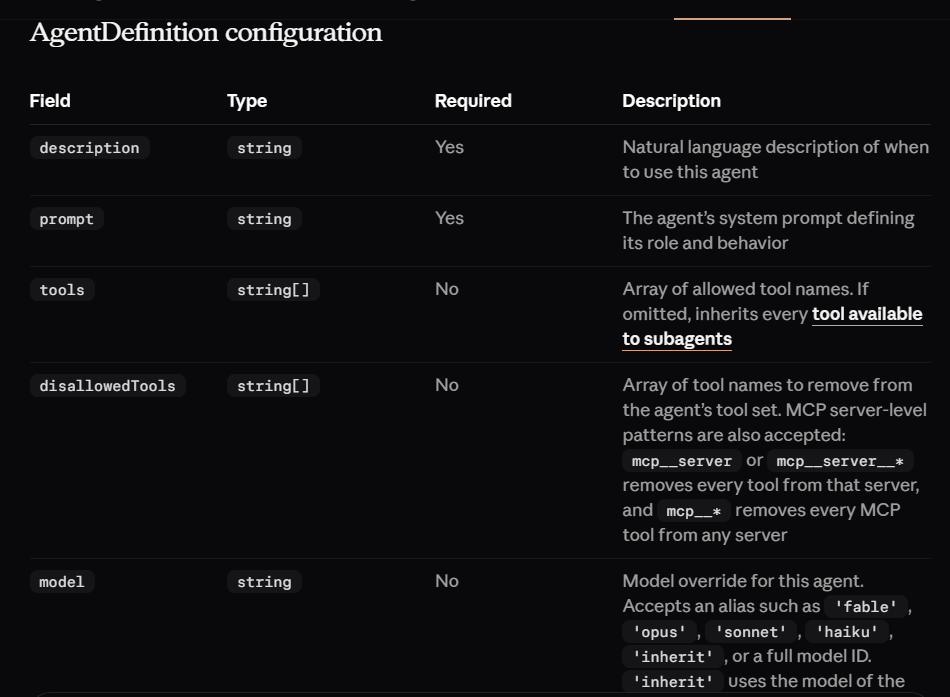 AgentDefinition configuration
Field Type Required Description
description string Yes Natural language description of when
to use this agent
prompt string Yes The agent’s system prompt defining
its role and behavior
tools string[] No Array of allowed tool names. If
omitted, inherits every tool available
to subagents
disallowedTools string[] No Array of tool names to remove from
the agent’s tool set. MCP server-level
patterns are also accepted:
mcp__server or mcp__server__*
removes every tool from that server,
and mcp__* removes every MCP
tool from any server
model string No Model override for this agent.
Accepts an alias such as 'fable' ,
'opus' , 'sonnet' , 'haiku' ,
'inherit' , or a full model ID.
'inherit' uses the model of the